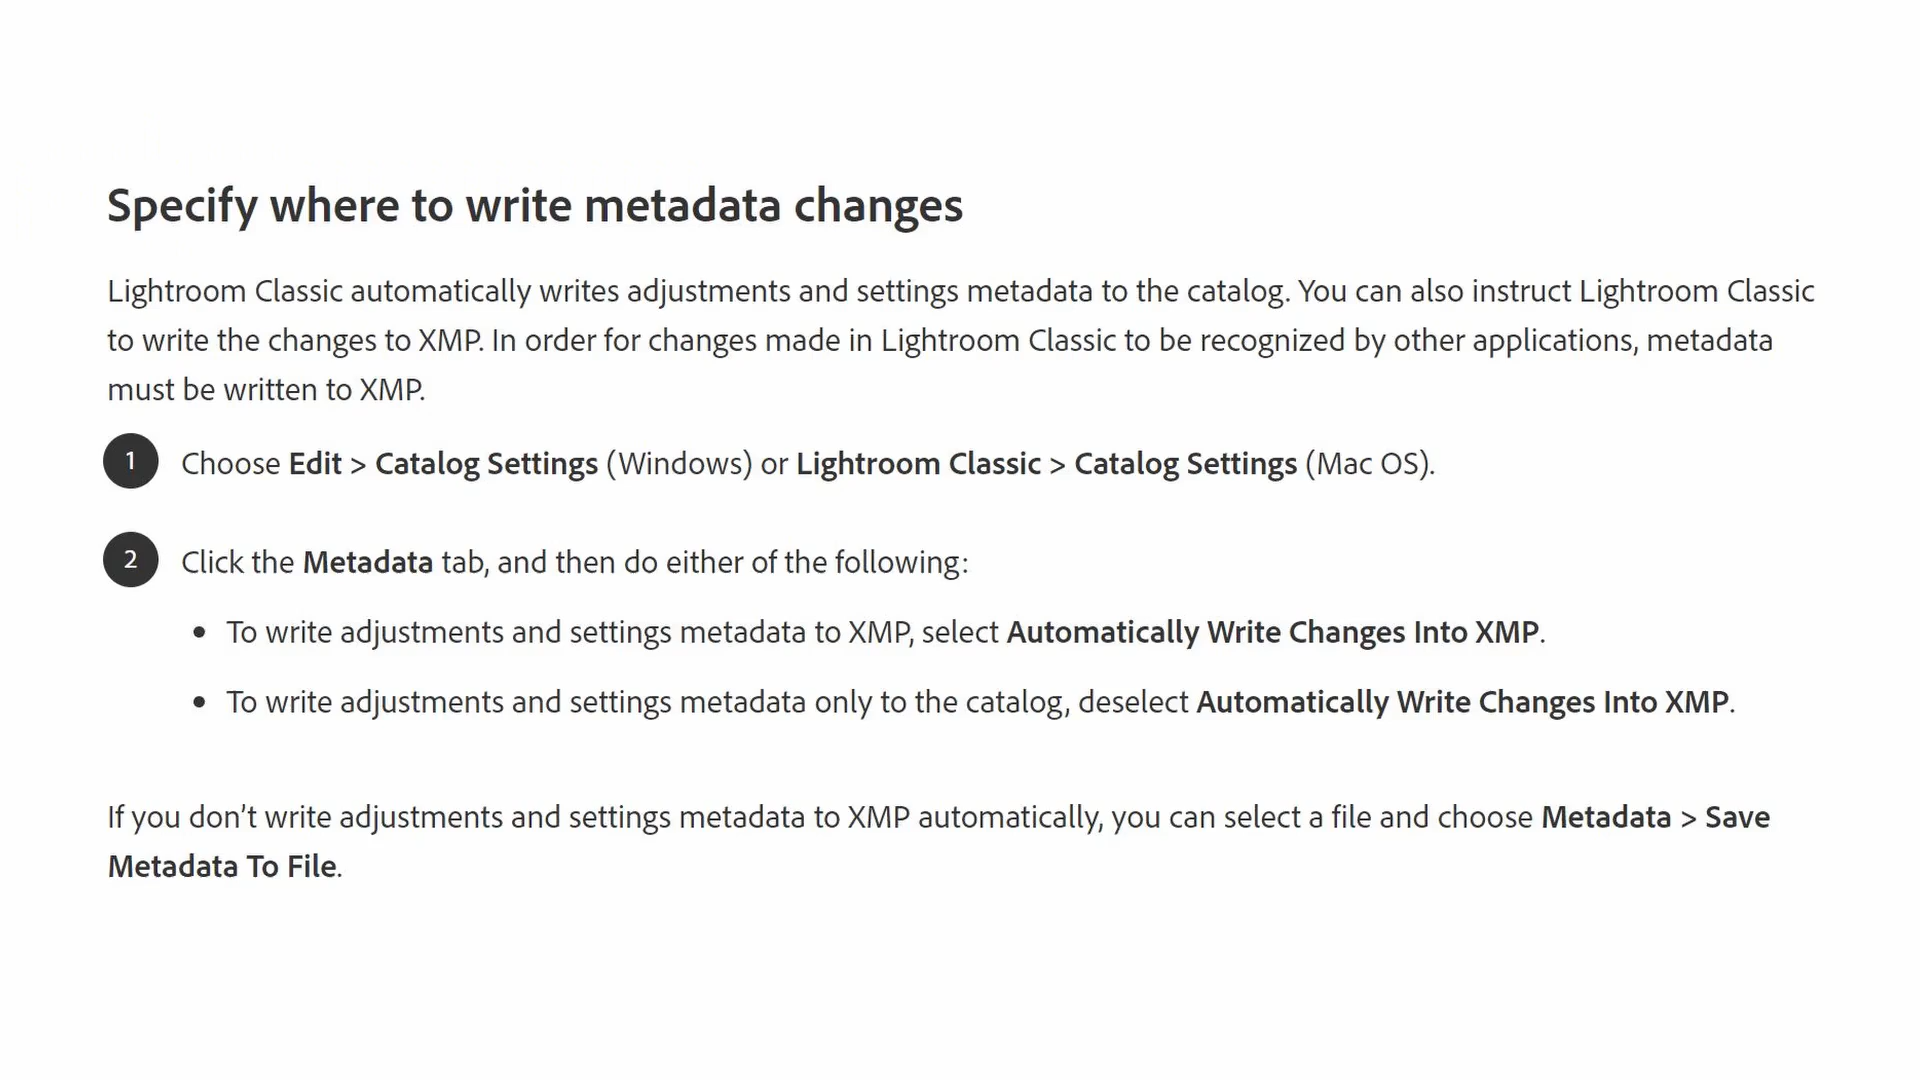 Specify where to write metadata changes
Lightroom Classic automatically writes adjustments and settings metadata to the catalog. You can also instruct Lightroom Classic
to write the changes to XMP. In order for changes made in Lightroom Classic to be recognized by other applications, metadata
must be written to XMP.
1 Choose Edit > Catalog Settings (Windows) or Lightroom Classic > Catalog Settings (Mac OS).
2 Click the Metadata tab, and then do either of the following:
• To write adjustments and settings metadata to XMP, select Automatically Write Changes Into XMP.
• To write adjustments and settings metadata only to the catalog, deselect Automatically Write Changes Into XMP.
If you don’t write adjustments and settings metadata to XMP automatically, you can select a file and choose Metadata > Save
Metadata To File.